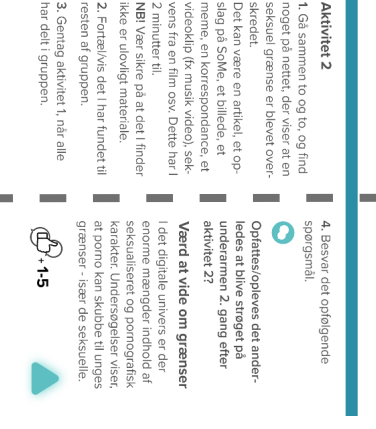 Aktivitet 2
1. Gå sammen to og to, og find
noget på nettet, der viser at en
seksuel grænse er blevet over-
skredet.
Det kan være en artikel, et op-
slag på SoMe, et billede, et
meme, en korrespondance, et
videoklip (fx musik video), sek-
vens fra en film osv. Dette har I
2 minutter til.
NB! Vær sikre på at det I finder
ikke er ulovligt materiale.
2. Fortæl/vis det I har fundet til
resten af gruppen.
3. Gentag aktivitet 1, når alle
har delt i gruppen.
4. Besvar det opfølgende
spørgsmål.
Opfattes/opleves det ander-
ledes at blive strøget på
underarmen 2. gang efter
aktivitet 2?
Værd at vide om grænser
I det digitale univers er der
enorme mængder indhold af
seksualiseret og pornografisk
karakter. Undersøgelser viser,
at porno kan skubbe til unges
grænser - især de seksuelle.
+ 1-5